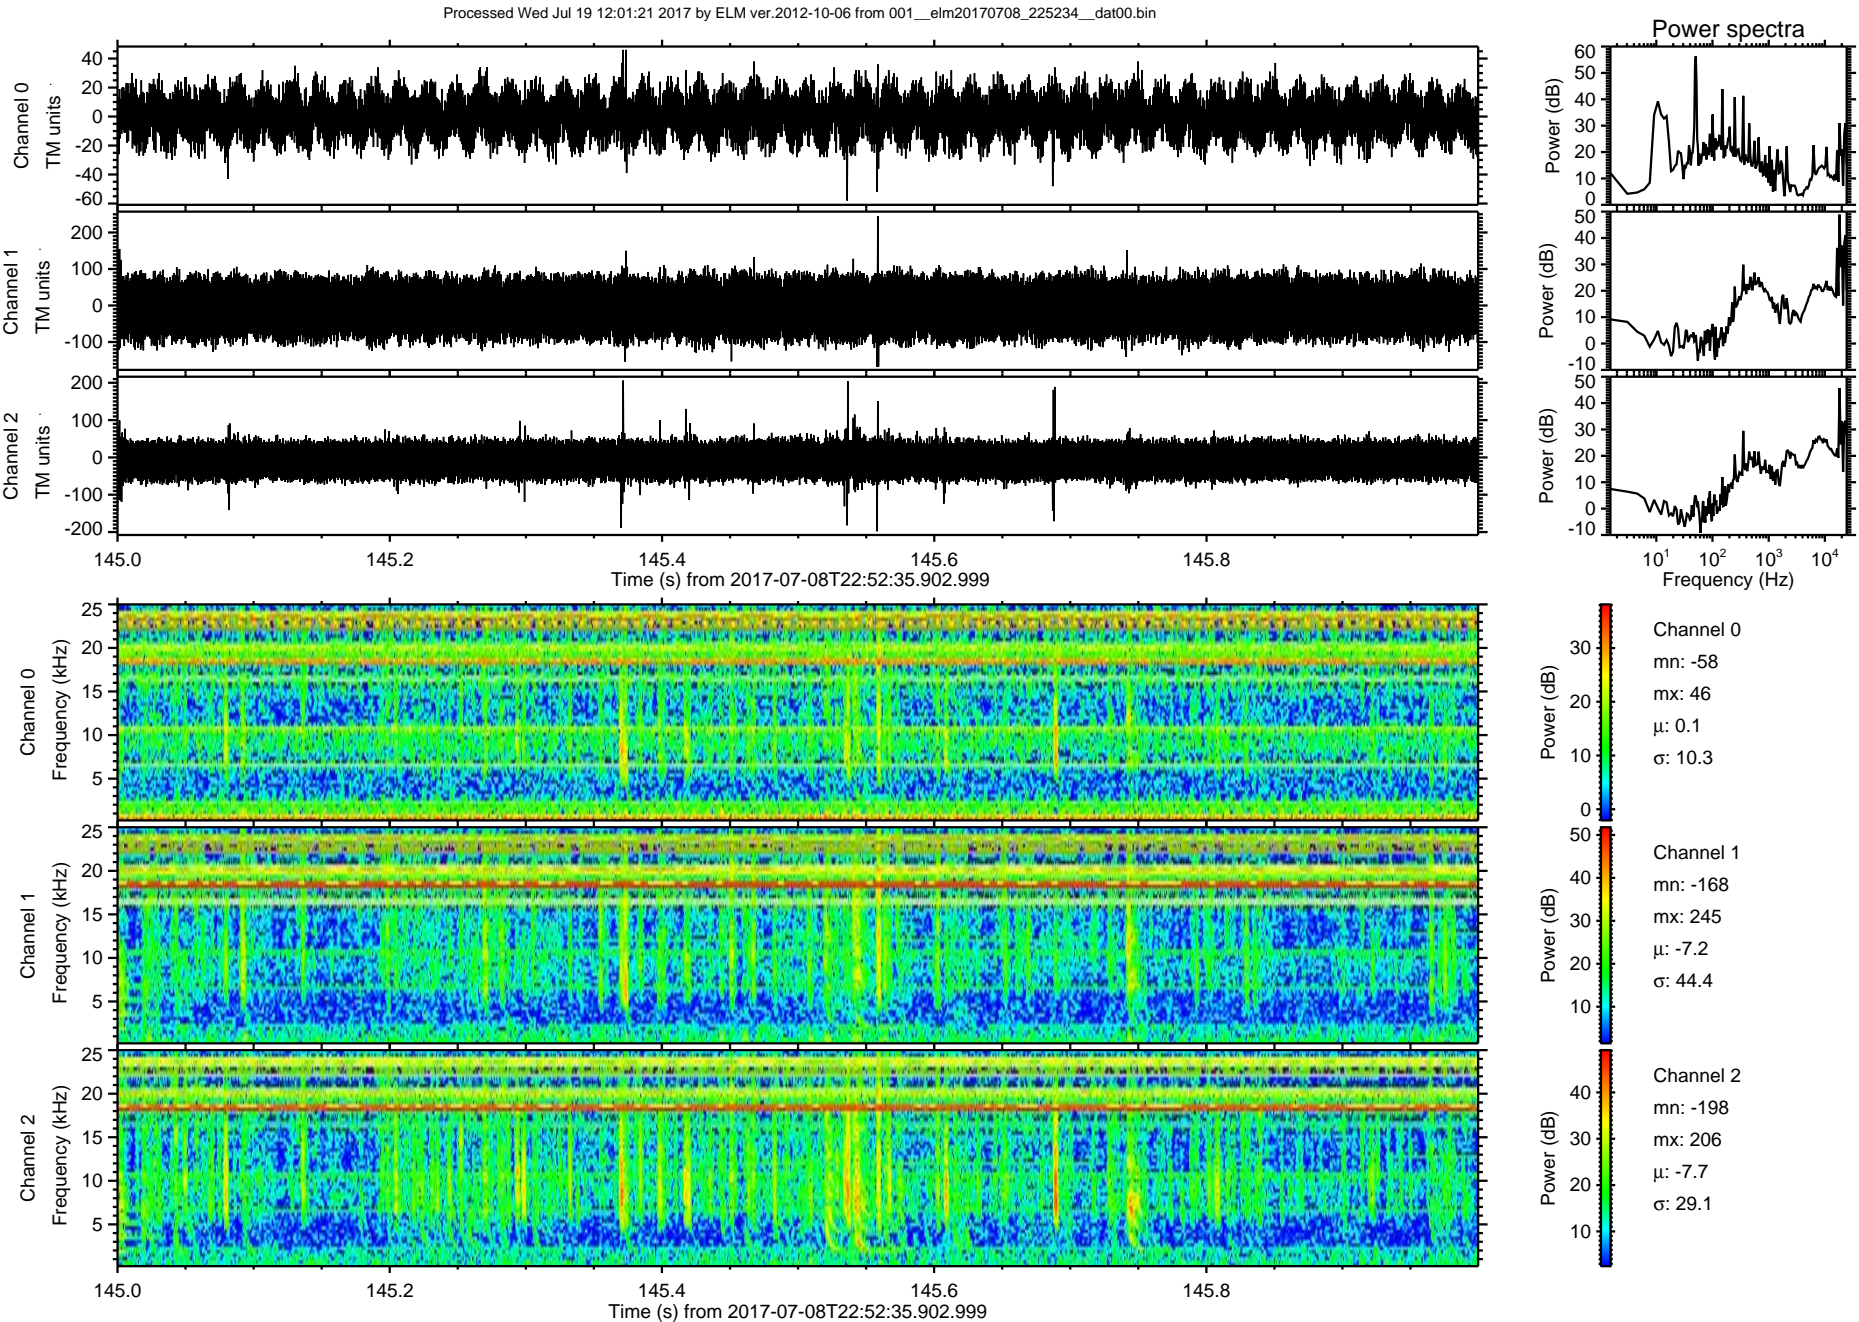 Processed Wed Jul 19 12:01:21 2017 by ELM ver.2012-10-06 from 001__elm20170708_225234__dat00.bin
Power spectra
Channel 0
TM units
40
20
0
-20
-40
-60
Power (dB)
60
50
40
30
20
10
0
Channel 1
TM units
200
100
0
-100
Power (dB)
50
40
30
20
10
0
-10
Channel 2
TM units
200
100
0
-100
-200
Power (dB)
50
40
30
20
10
0
-10
145.0 145.2 145.4 145.6 145.8
Time (s) from 2017-07-08T22:52:35.902.999
10^1 10^2 10^3 10^4
Frequency (Hz)
Channel 0
Frequency (kHz)
25
20
15
10
5
Power (dB)
30
20
10
0
Channel 0
mn: -58
mx: 46
μ: 0.1
σ: 10.3
Channel 1
Frequency (kHz)
25
20
15
10
5
Power (dB)
50
40
30
20
10
Channel 1
mn: -168
mx: 245
μ: -7.2
σ: 44.4
Channel 2
Frequency (kHz)
25
20
15
10
5
Power (dB)
40
30
20
10
Channel 2
mn: -198
mx: 206
μ: -7.7
σ: 29.1
145.0 145.2 145.4 145.6 145.8
Time (s) from 2017-07-08T22:52:35.902.999